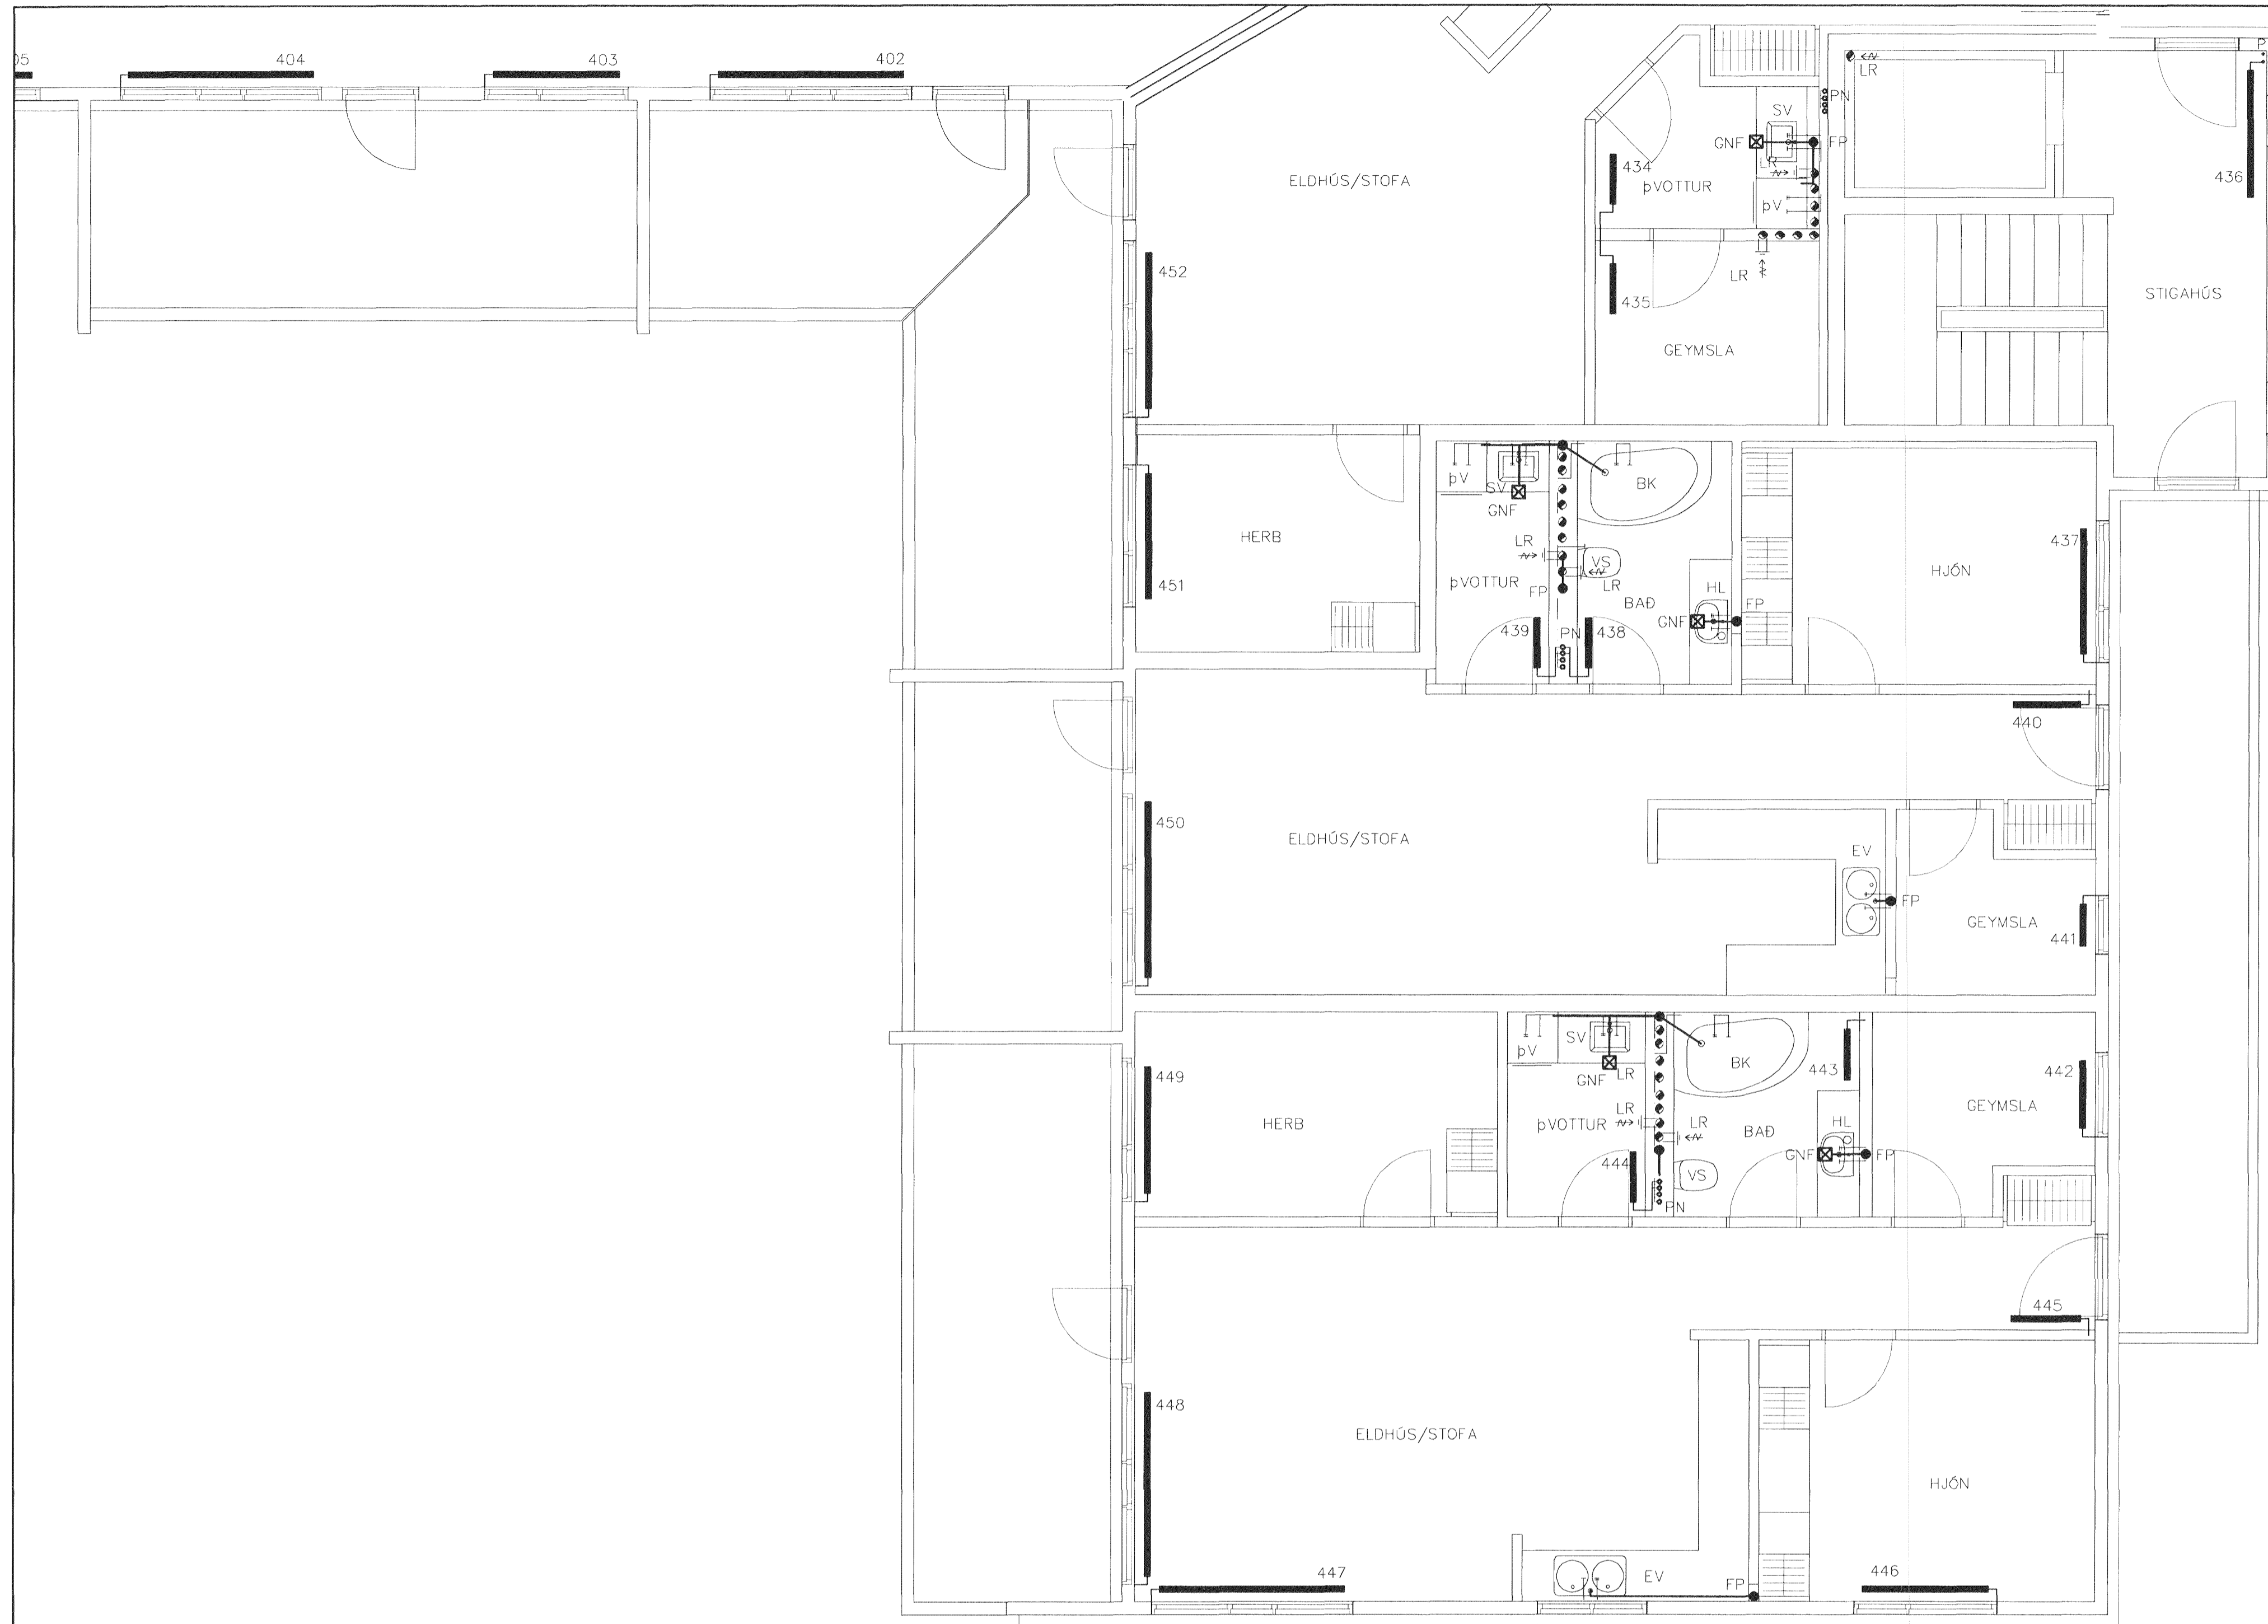 05
404
403
402
LR
P
SV
PN
GNF
FP
LR
434
þVOTTUR
þV
436
ELDHÚS/STOFA
452
LR
435
STIGAHÚS
GEYMSLA
þV
SV
GNF
BK
HERB
LR
437
451
þVOTTUR
VS
LR
HJÓN
FP
BAÐ
HL
FP
GNF
439
PN
438
440
450
ELDHÚS/STOFA
EV
FP
GEYMSLA
441
þV
SV
BK
GNF
LR
443
442
449
HERB
LR
þVOTTUR
LR
BAÐ
HL
GEYMSLA
GNF
FP
444
VS
PN
445
448
ELDHÚS/STOFA
HJÓN
447
EV
FP
446